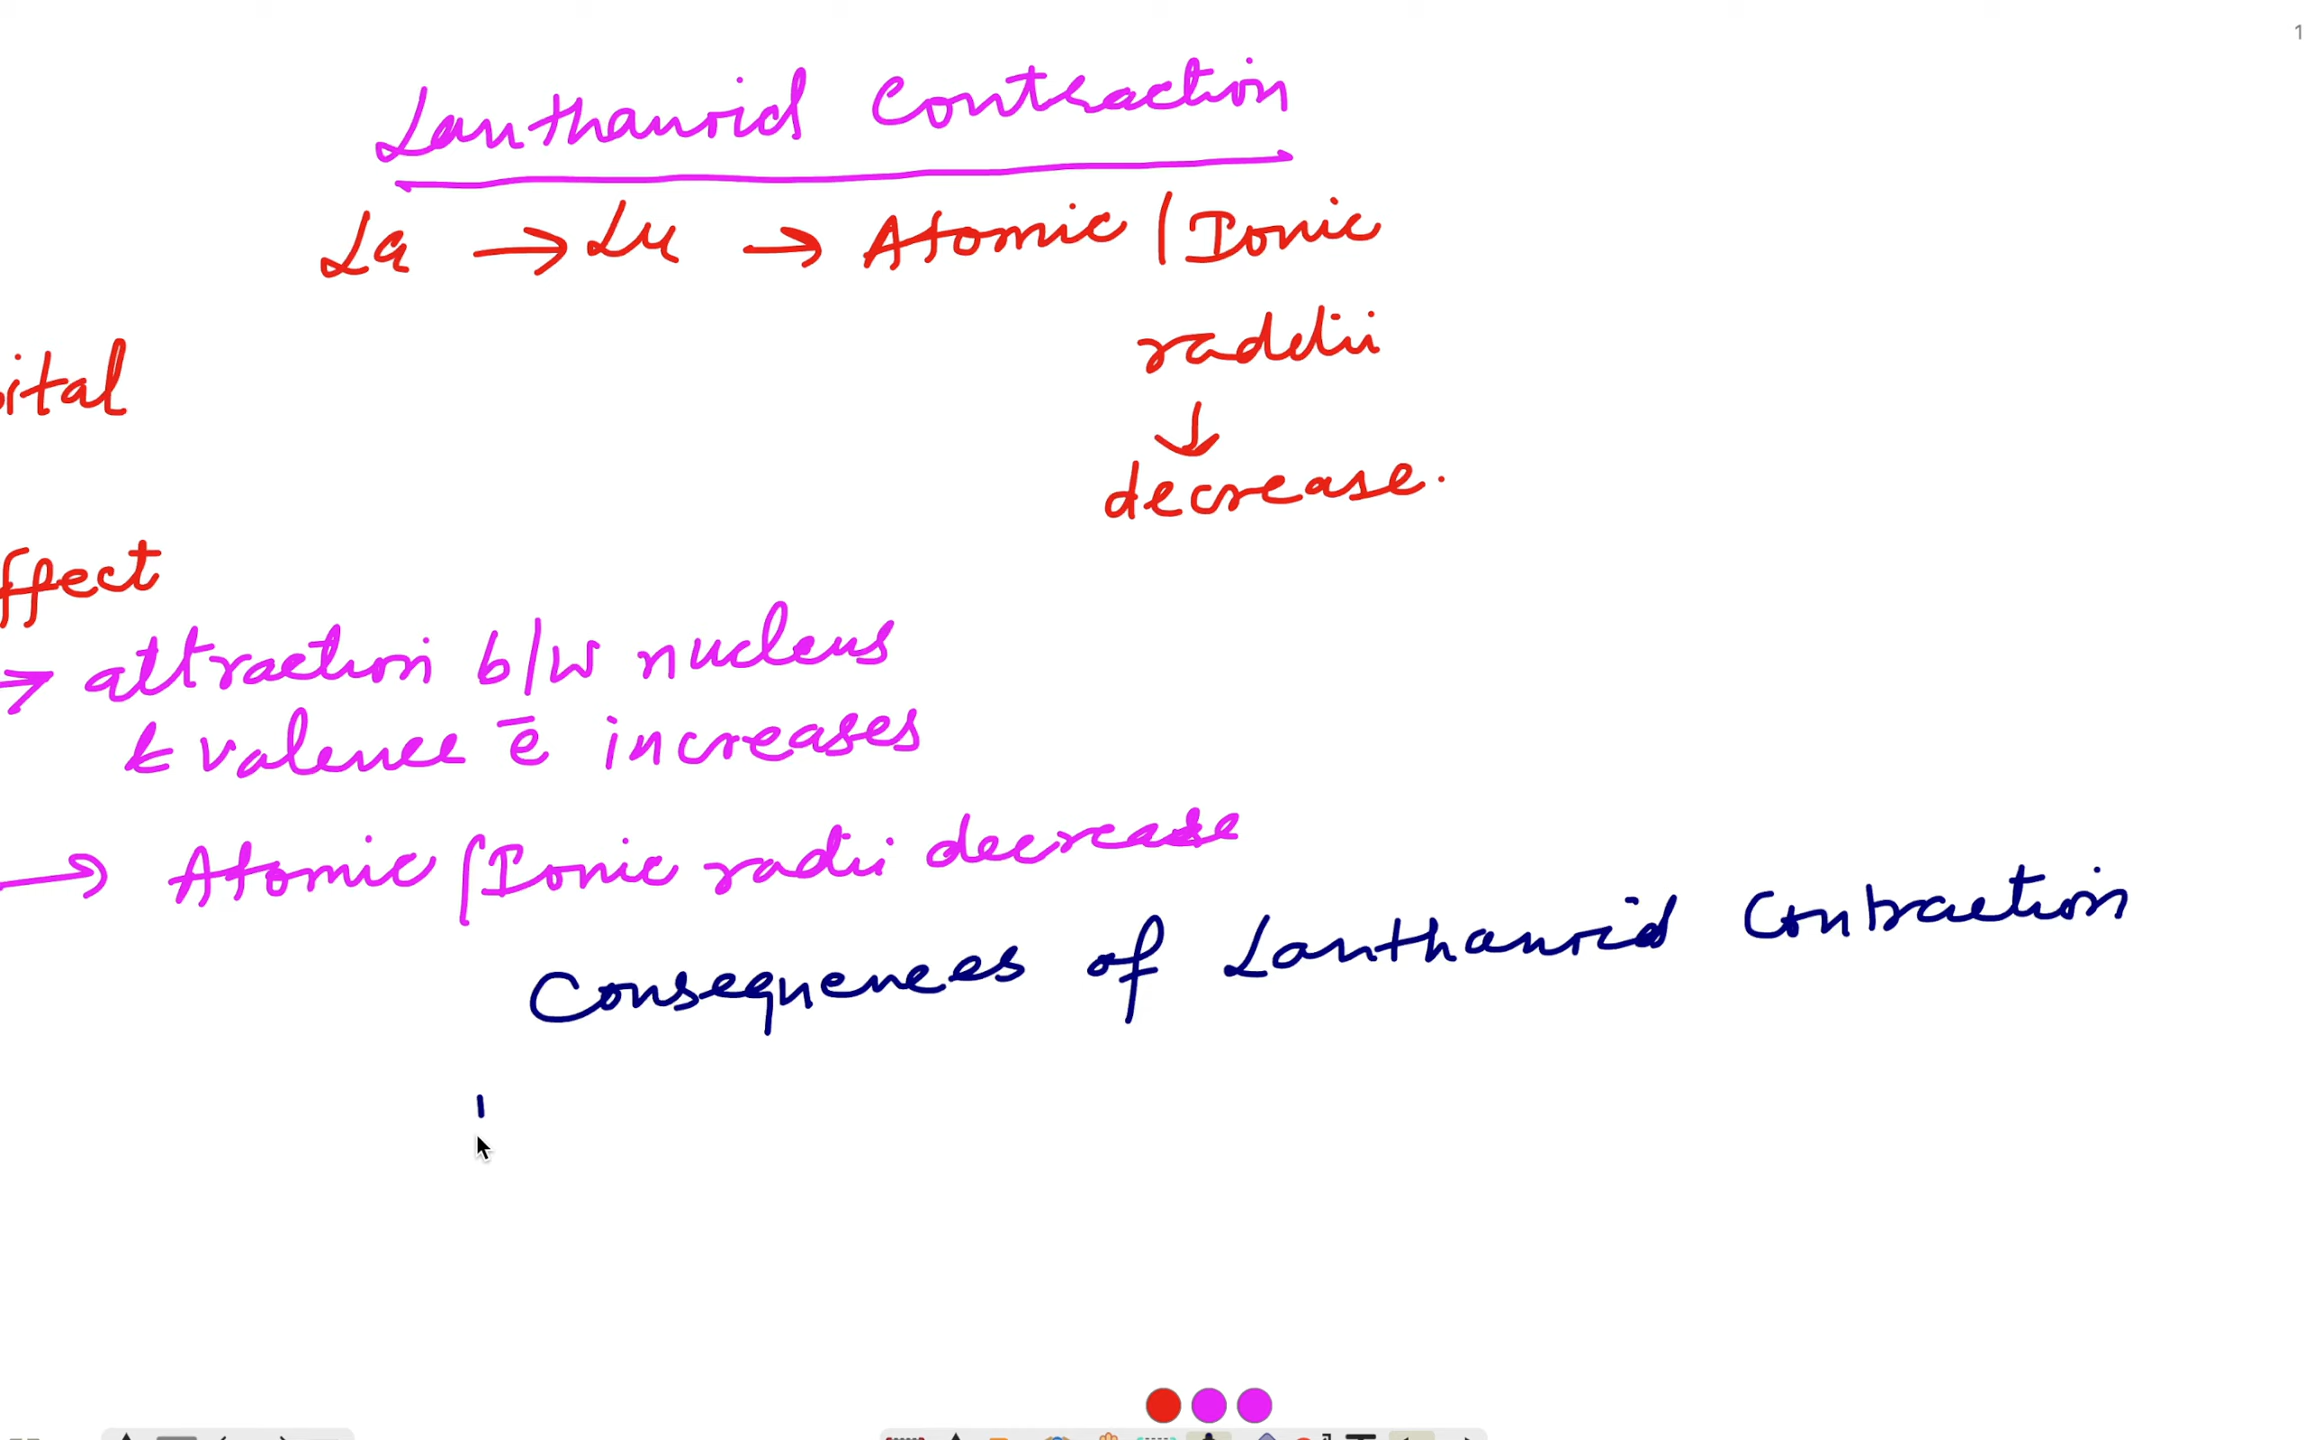 1
Lanthanoid Contraction
La → Lu → Atomic | Ionic
radii
↓
decrease.
ital
ffect
→ attraction b/w nucleus
& valence e̅ increases
→ Atomic | Ionic radii decrease
Consequences of Lanthanoid Contraction